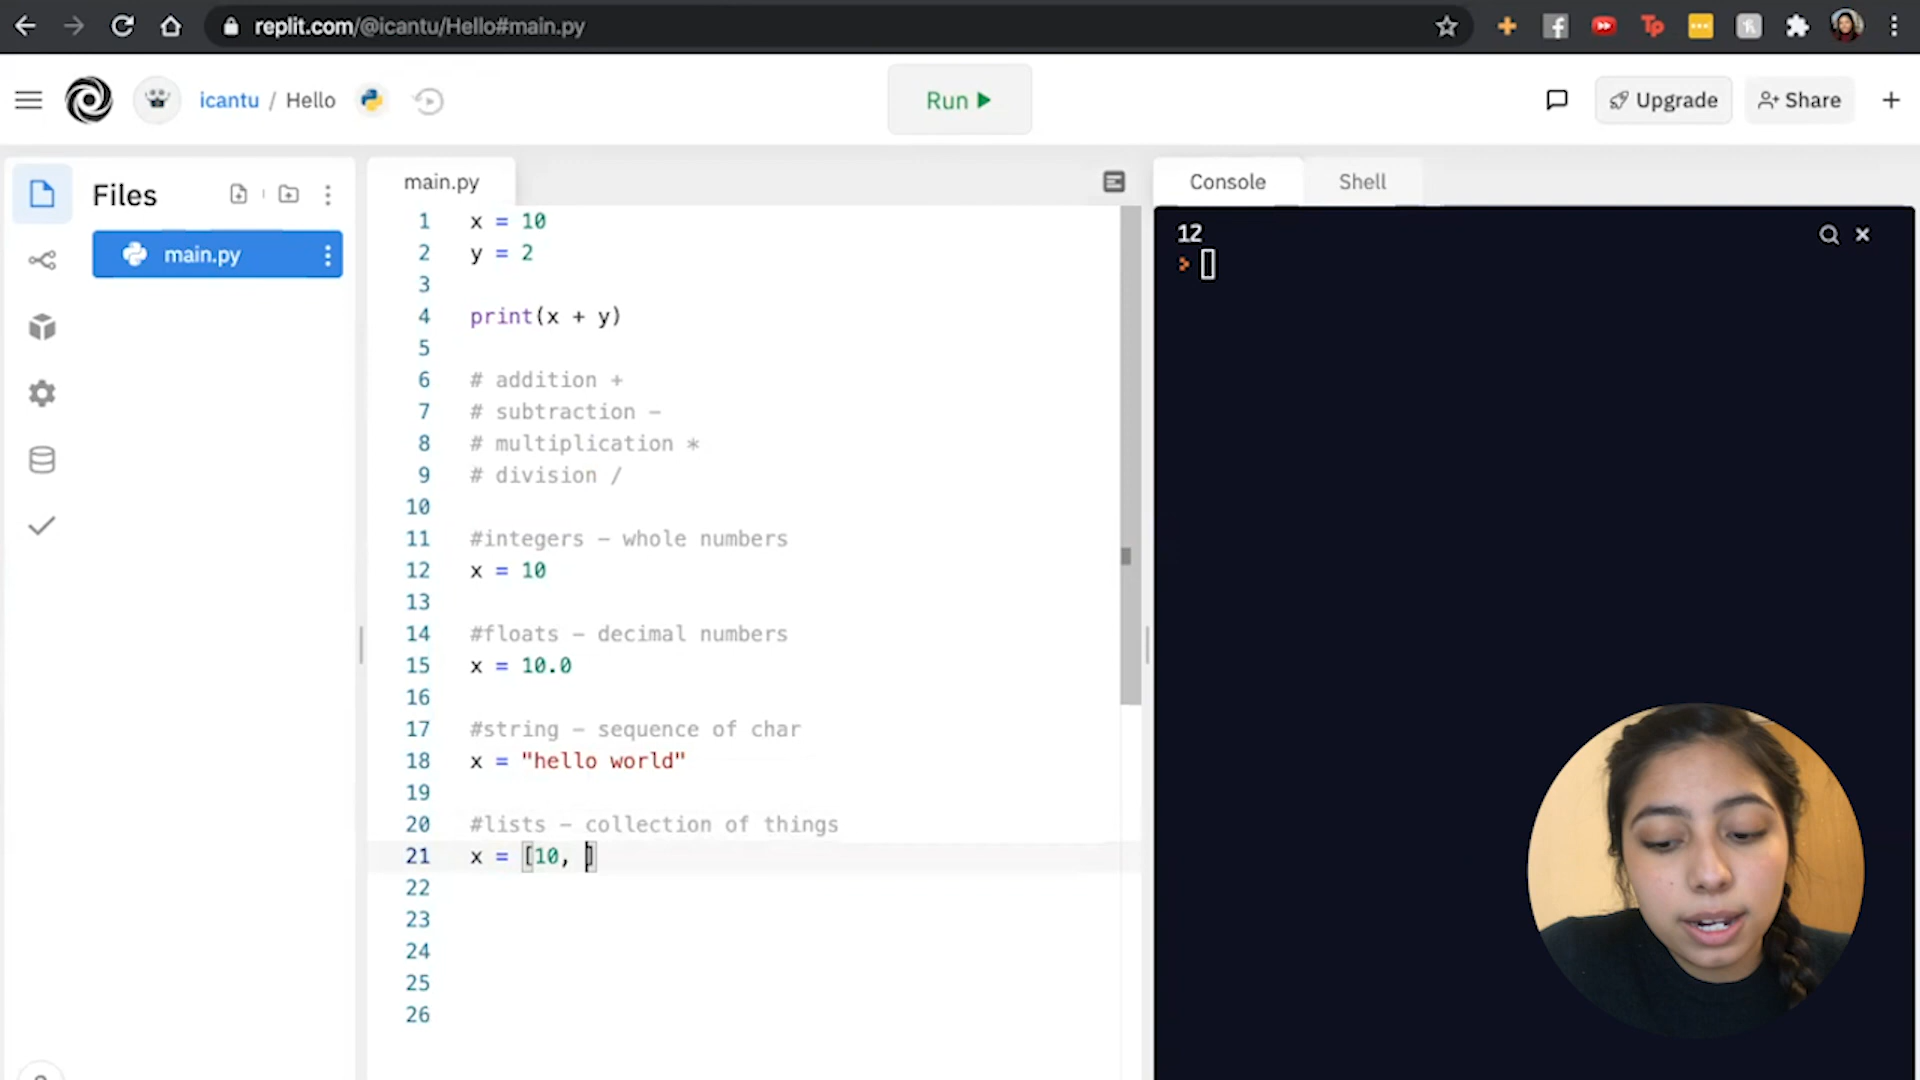 replit.com/@icantu/Hello#main.py
Tp
icantu / Hello
Run
Upgrade
Share
Files
main.py
main.py
Console
Shell
1 x = 10
2 y = 2
3
4 print(x + y)
5
6 # addition +
7 # subtraction -
8 # multiplication *
9 # division /
10
11 #integers - whole numbers
12 x = 10
13
14 #floats - decimal numbers
15 x = 10.0
16
17 #string - sequence of char
18 x = "hello world"
19
20 #lists - collection of things
21 x = [10, ]
22
23
24
25
26
12
>